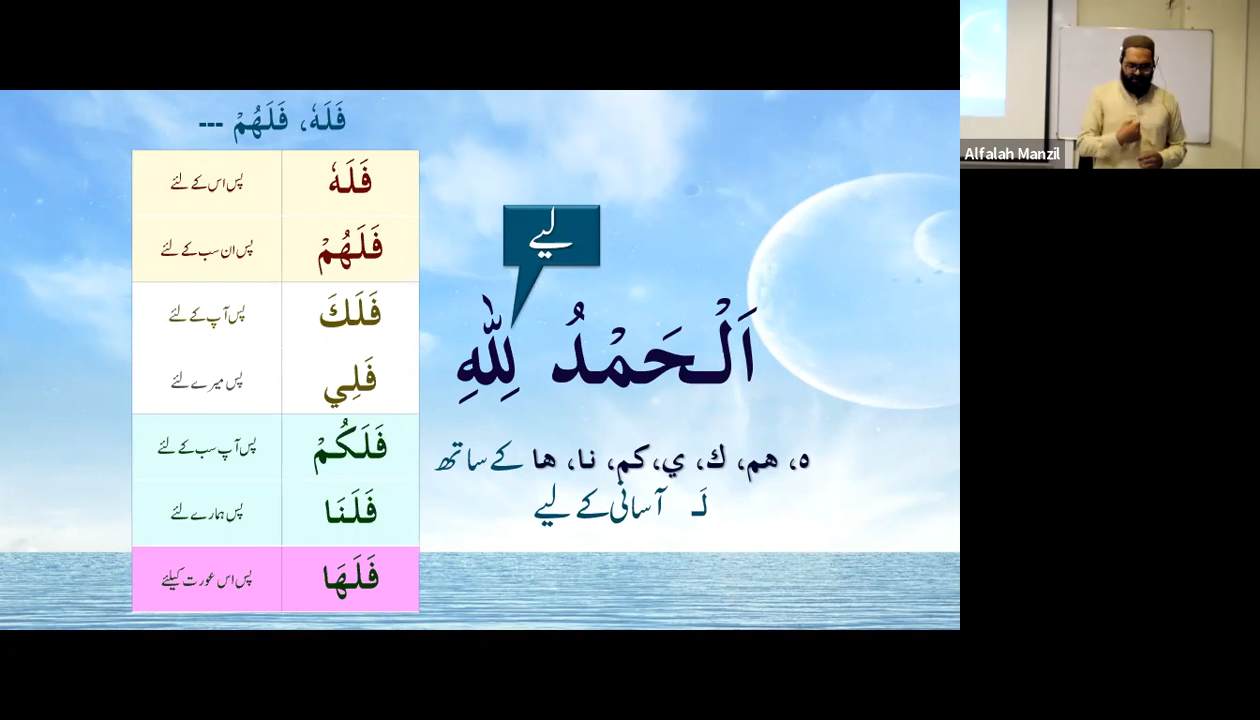 فَلَهٗ، فَلَهُمْ ---
فَلَهٗ پس اس کے لئے
فَلَهُمْ پس ان سب کے لئے
فَلَكَ پس آپ کے لئے
فَلِي پس میرے لئے
فَلَكُمْ پس آپ سب کے لئے
فَلَنَا پس ہمارے لئے
فَلَهَا پس اس عورت کیلئے
لیے
اَلْـحَمْدُ لِلّٰهِ
ه، هم، ك، ي، كم، نا، ها کے ساتھ
لَـ آسانی کے لیے
Alfalah Manzil